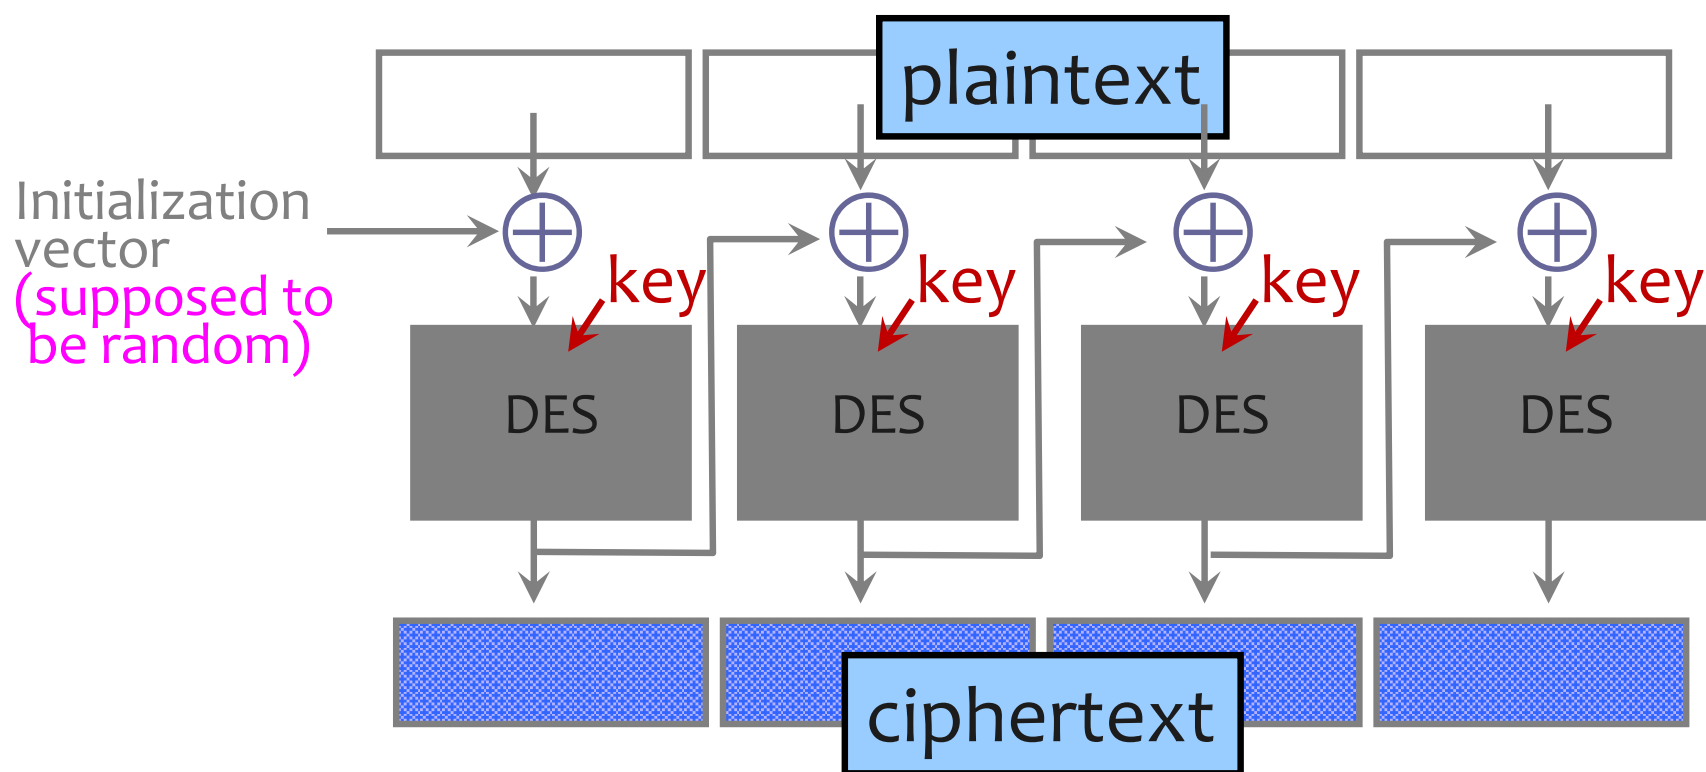 plaintext
Initialization
vector
(supposed to
be random)
key
key
key
key
DES
DES
DES
DES
ciphertext